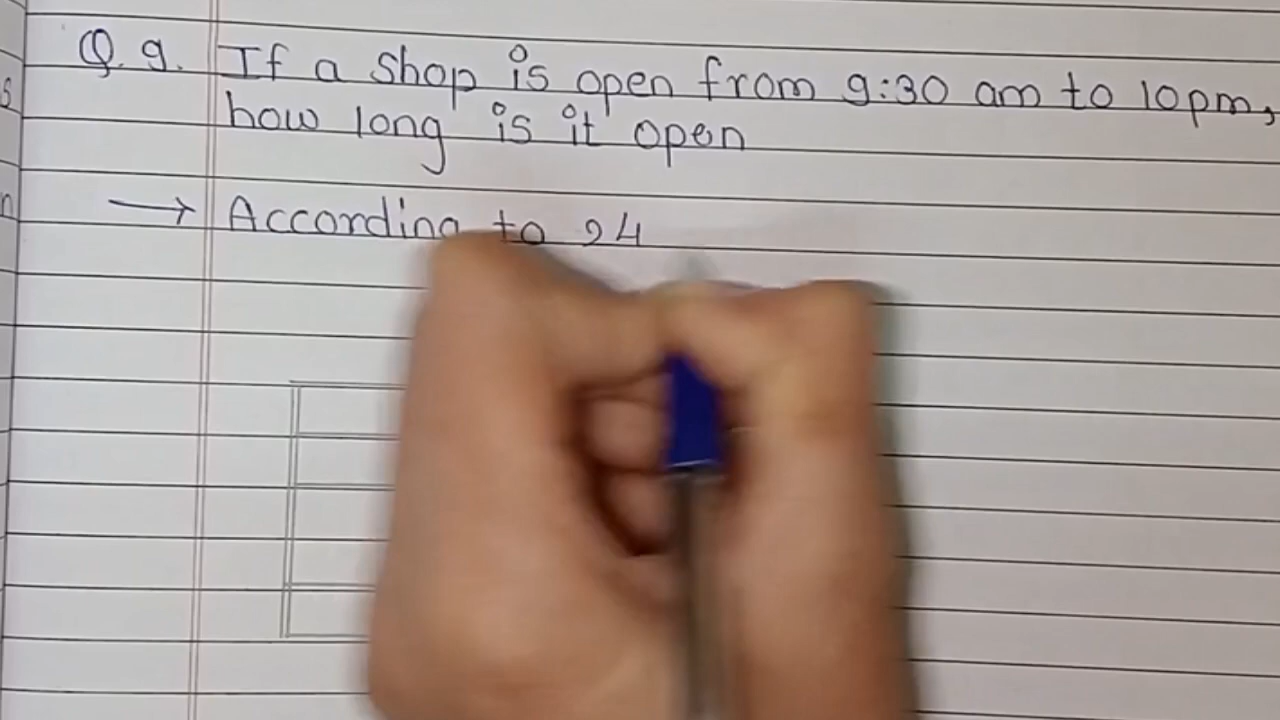 Q. 9. If a shop is open from 9:30 am to 10pm,
how long is it open
→ According to 24
s
n